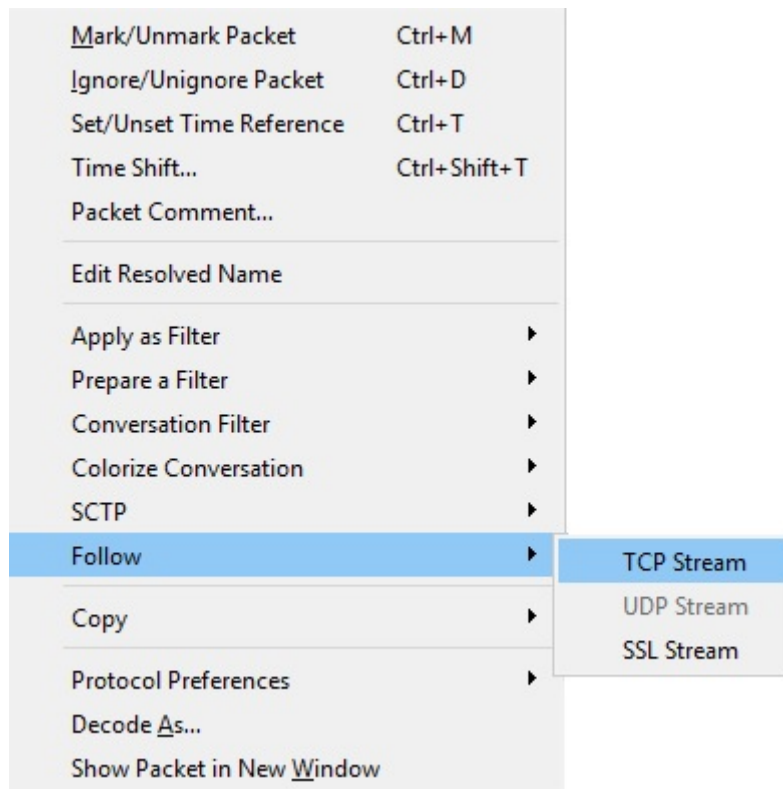 Mark/Unmark Packet Ctrl+M
Ignore/Unignore Packet Ctrl+D
Set/Unset Time Reference Ctrl+T
Time Shift... Ctrl+Shift+T
Packet Comment...
Edit Resolved Name
Apply as Filter
Prepare a Filter
Conversation Filter
Colorize Conversation
SCTP
Follow
TCP Stream
UDP Stream
SSL Stream
Copy
Protocol Preferences
Decode As...
Show Packet in New Window